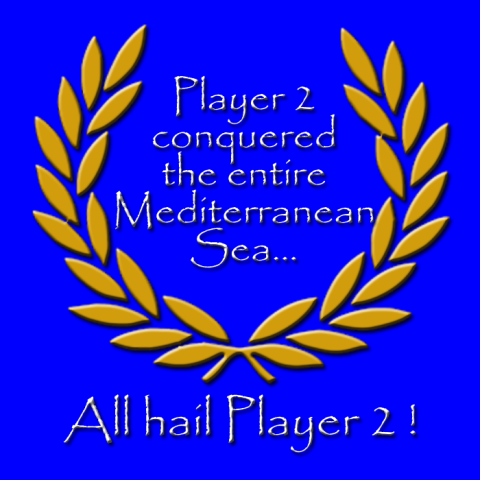 Player 2
conquered
the entire
Mediterranean
Sea...
All hail Player 2 !